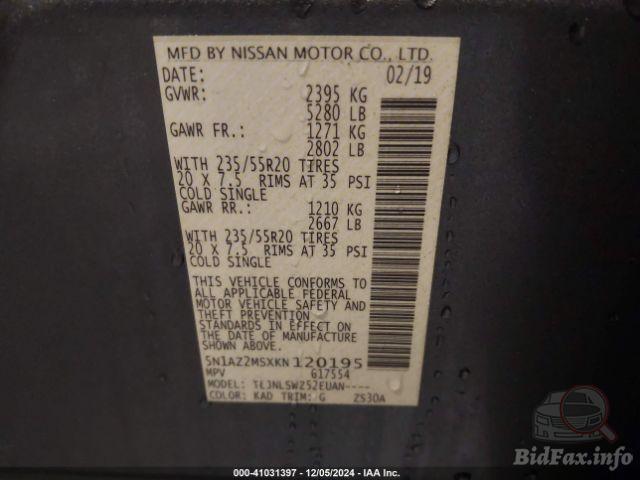 MFD BY NISSAN MOTOR CO., LTD.
DATE: 02/19
GVWR: 2395 KG
5280 LB
GAWR FR.: 1271 KG
2802 LB
WITH 235/55R20 TIRES
20 X 7.5 RIMS AT 35 PSI
COLD SINGLE
GAWR RR.: 1210 KG
2667 LB
WITH 235/55R20 TIRES
20 X 7.5 RIMS AT 35 PSI
COLD SINGLE
THIS VEHICLE CONFORMS TO
ALL APPLICABLE FEDERAL
MOTOR VEHICLE SAFETY AND
THEFT PREVENTION
STANDARDS IN EFFECT ON
THE DATE OF MANUFACTURE
SHOWN ABOVE.
5N1AZ2MSXKN120195
MPV G17554
MODEL: TLJNLSWZ52EUAN----
COLOR: KAD TRIM: G ZS30A
000-41031397 - 12/05/2024 - IAA Inc.
BidFax.info